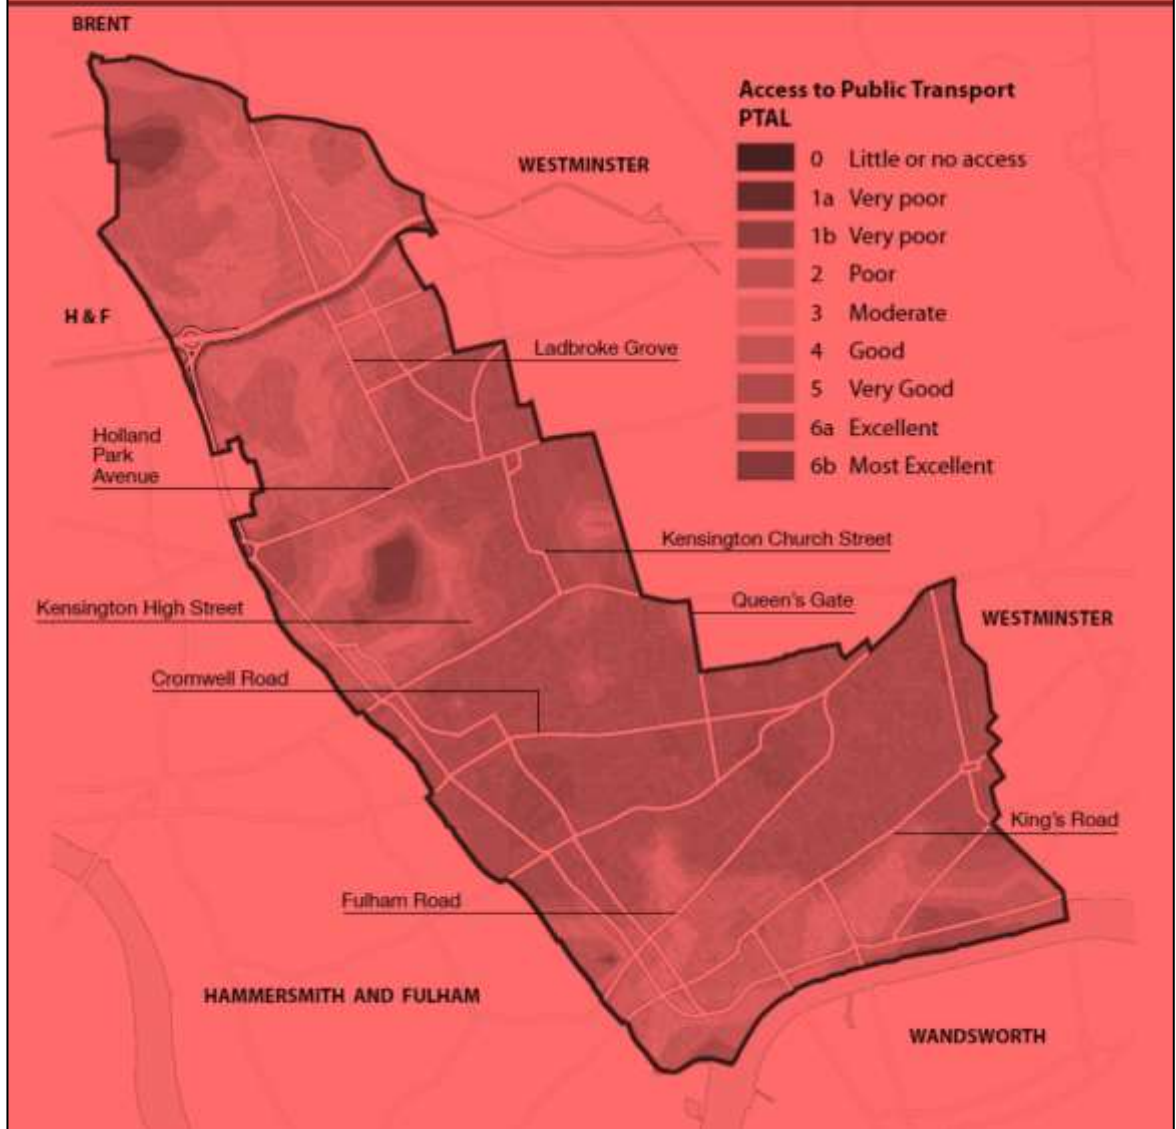 BRENT
Access to Public Transport
PTAL
0 Little or no access
1a Very poor
1b Very poor
2 Poor
3 Moderate
4 Good
5 Very Good
6a Excellent
6b Most Excellent
WESTMINSTER
H & F
Ladbroke Grove
Holland
Park
Avenue
Kensington Church Street
Kensington High Street
Queen's Gate
WESTMINSTER
Cromwell Road
King's Road
Fulham Road
HAMMERSMITH AND FULHAM
WANDSWORTH